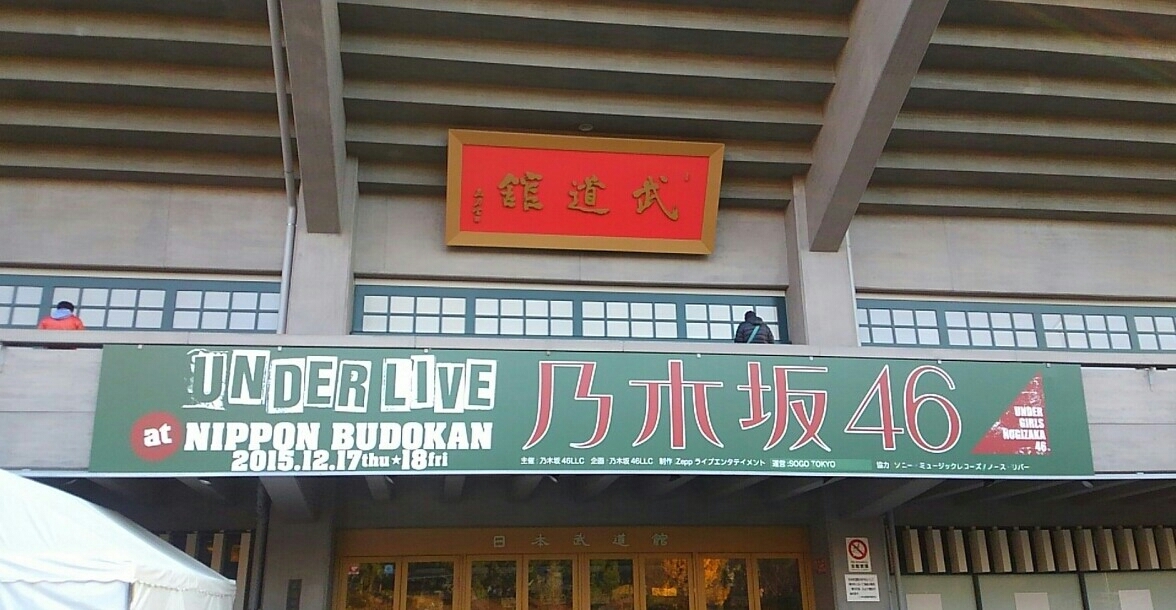 武道館
UNDER LIVE
at NIPPON BUDOKAN
2015.12.17thu★18fri
乃木坂46
UNDER
GIRLS
NOGIZAKA
46
主催:乃木坂46LLC 企画:乃木坂46LLC 制作:Zeppライブエンタテイメント 運営:SOGO TOKYO 協力:ソニー・ミュージックレコーズ/ノース・リバー
日本武道館